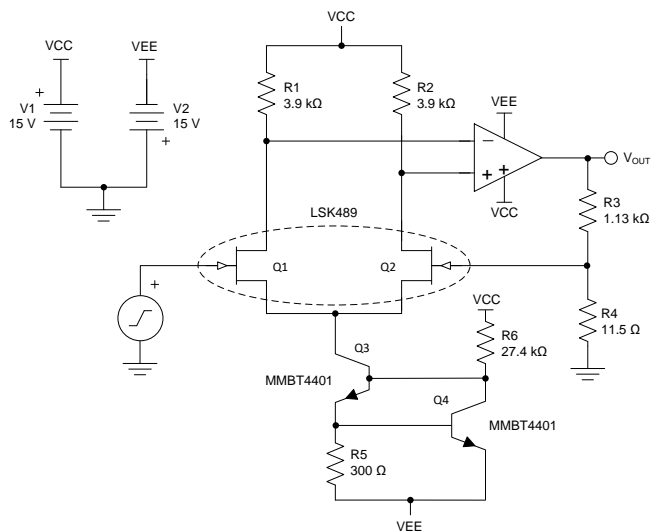 VCC
VCC
VEE
V1
15 V
+
V2
15 V
+
R1
3.9 kΩ
R2
3.9 kΩ
VEE
−
+
+
VCC
VOUT
R3
1.13 kΩ
LSK489
Q1
Q2
+
R4
11.5 Ω
VCC
R6
27.4 kΩ
Q3
MMBT4401
Q4
MMBT4401
R5
300 Ω
VEE